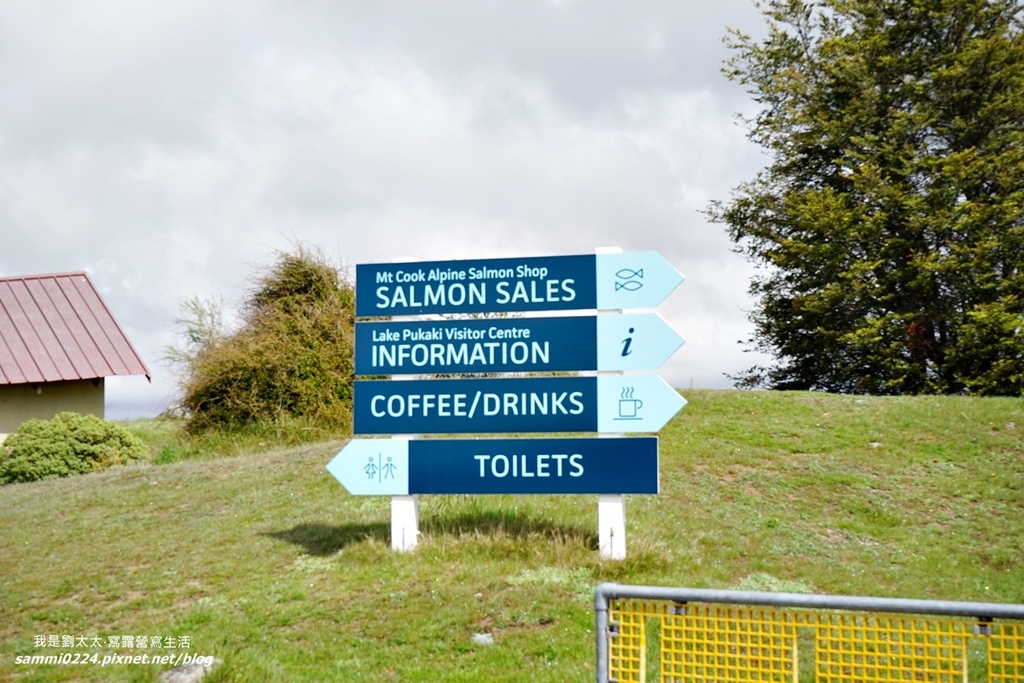 Mt Cook Alpine Salmon Shop
SALMON SALES
Lake Pukaki Visitor Centre
INFORMATION
i
COFFEE/DRINKS
TOILETS
我是劉太太·寫露營寫生活
sammi0224.pixnet.net/blog